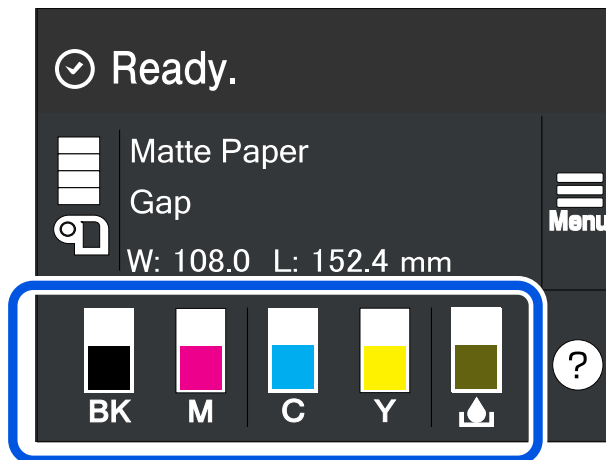 Ready.
Matte Paper
Gap
W: 108.0 L: 152.4 mm
Menu
BK M C Y
?